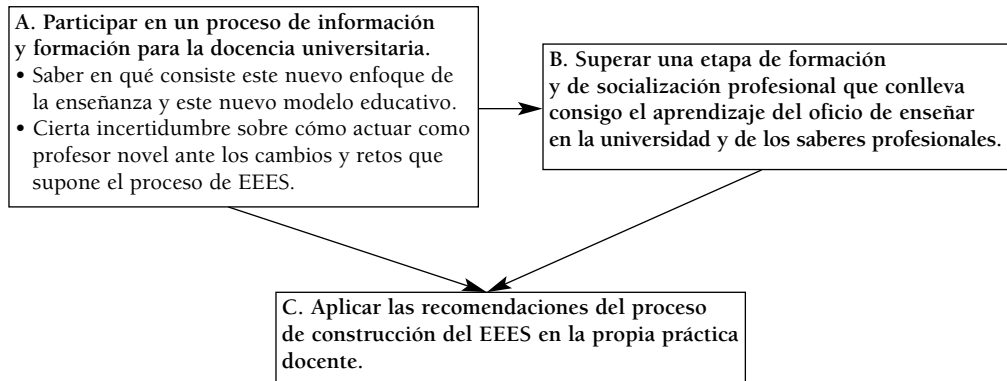 A. Participar en un proceso de información
y formación para la docencia universitaria.
• Saber en qué consiste este nuevo enfoque de
la enseñanza y este nuevo modelo educativo.
• Cierta incertidumbre sobre cómo actuar como
profesor novel ante los cambios y retos que
supone el proceso de EEES.
B. Superar una etapa de formación
y de socialización profesional que conlleva
consigo el aprendizaje del oficio de enseñar
en la universidad y de los saberes profesionales.
C. Aplicar las recomendaciones del proceso
de construcción del EEES en la propia práctica
docente.